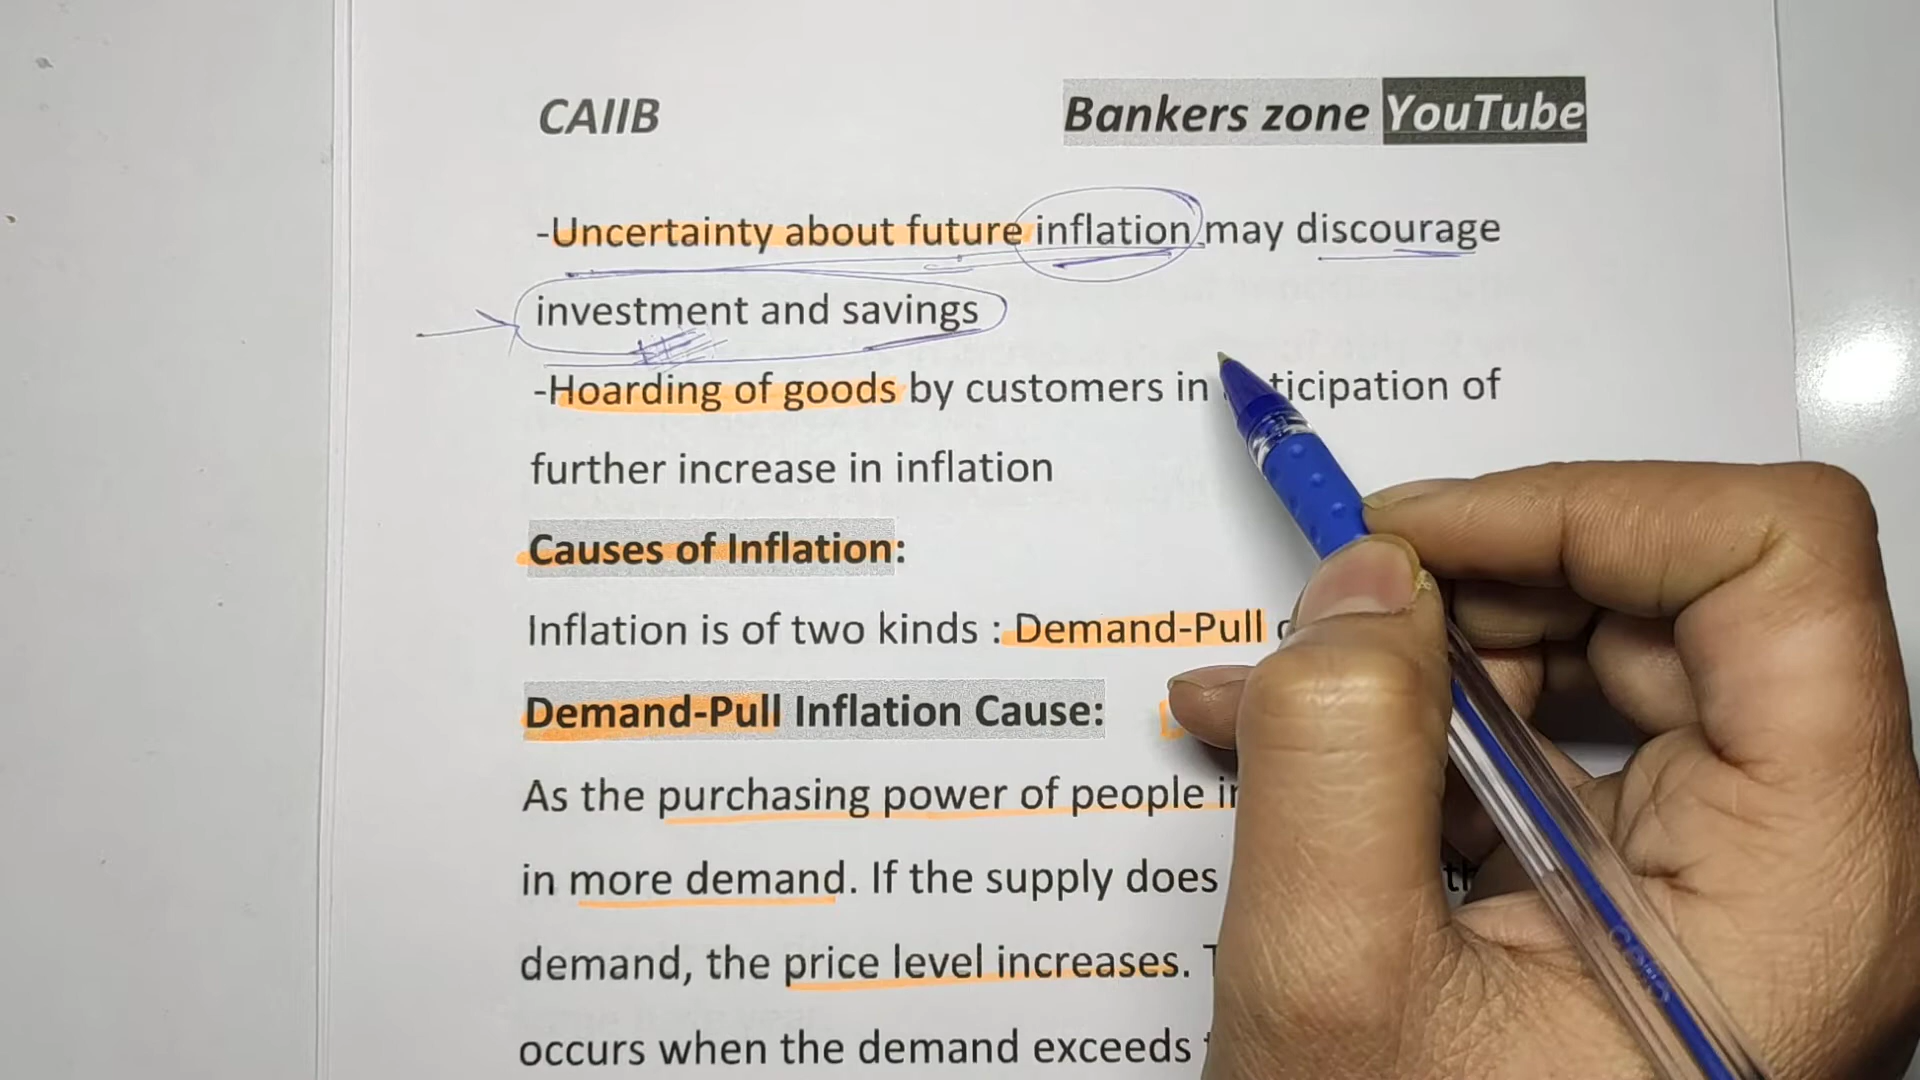 CAIIB Bankers zone YouTube
-Uncertainty about future inflation may discourage
investment and savings
-Hoarding of goods by customers in ticipation of
further increase in inflation
Causes of Inflation:
Inflation is of two kinds : Demand-Pull
Demand-Pull Inflation Cause:
As the purchasing power of people
in more demand. If the supply does
demand, the price level increases.
occurs when the demand exceeds